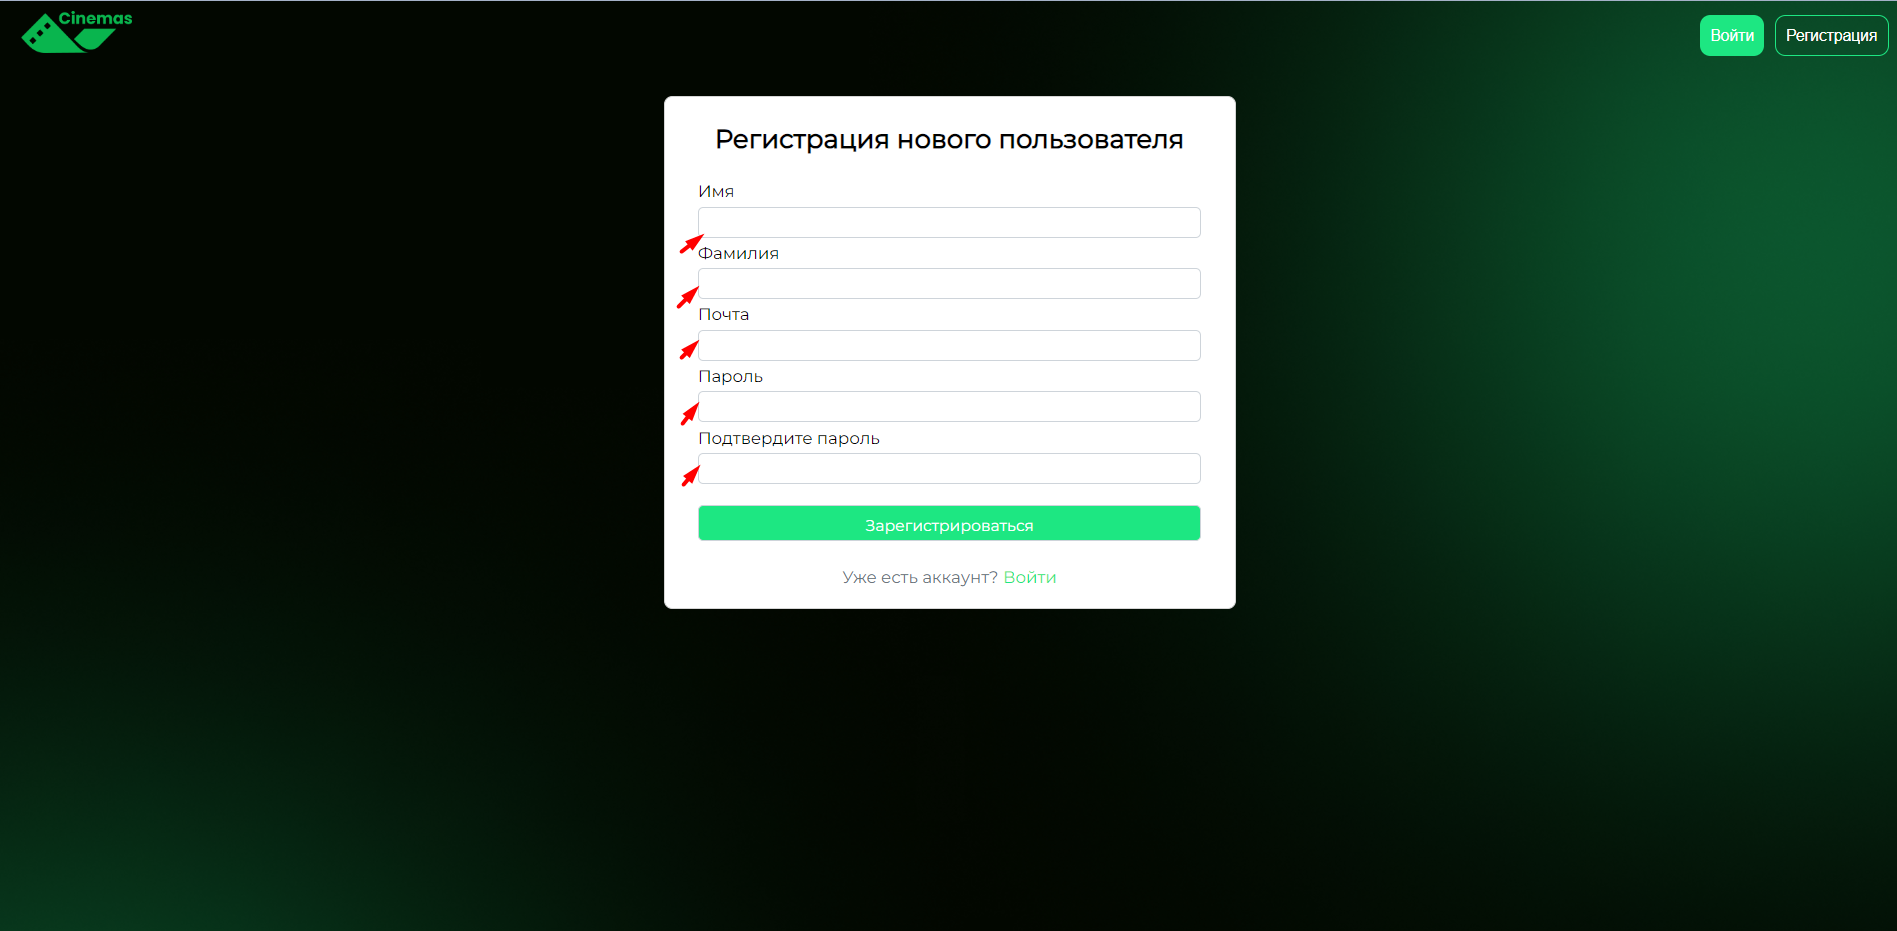 Cinemas
Войти
Регистрация
Регистрация нового пользователя
Имя
Фамилия
Почта
Пароль
Подтвердите пароль
Зарегистрироваться
Уже есть аккаунт? Войти